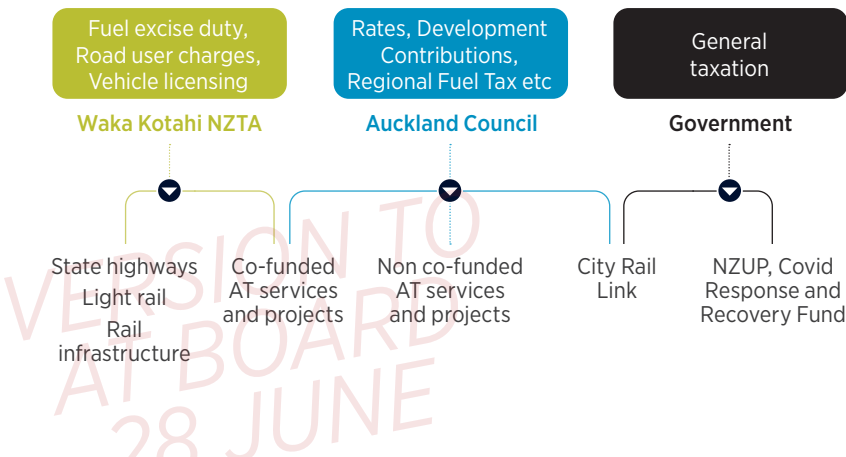 Fuel excise duty,
Road user charges,
Vehicle licensing
Rates, Development
Contributions,
Regional Fuel Tax etc
General
taxation
Waka Kotahi NZTA
Auckland Council
Government
State highways
Light rail
Rail
infrastructure
Co-funded
AT services
and projects
Non co-funded
AT services
and projects
City Rail
Link
NZUP, Covid
Response and
Recovery Fund
VERSION TO
AT BOARD
28 JUNE